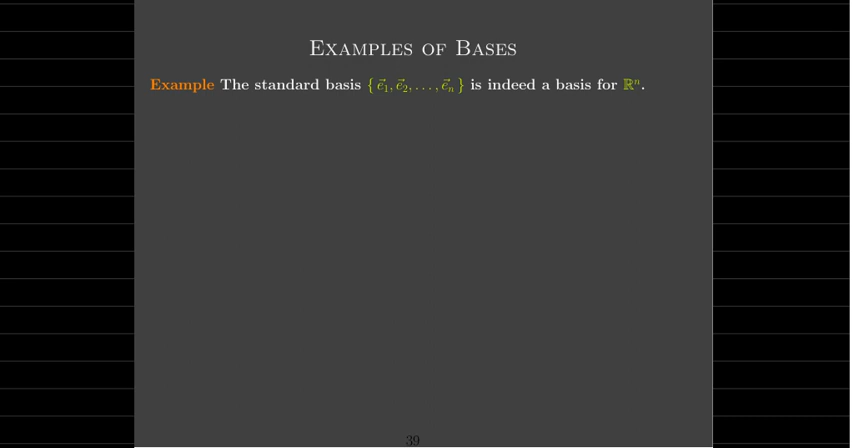 Examples of Bases
Example The standard basis { e⃗₁, e⃗₂, . . . , e⃗ₙ } is indeed a basis for ℝⁿ.
39